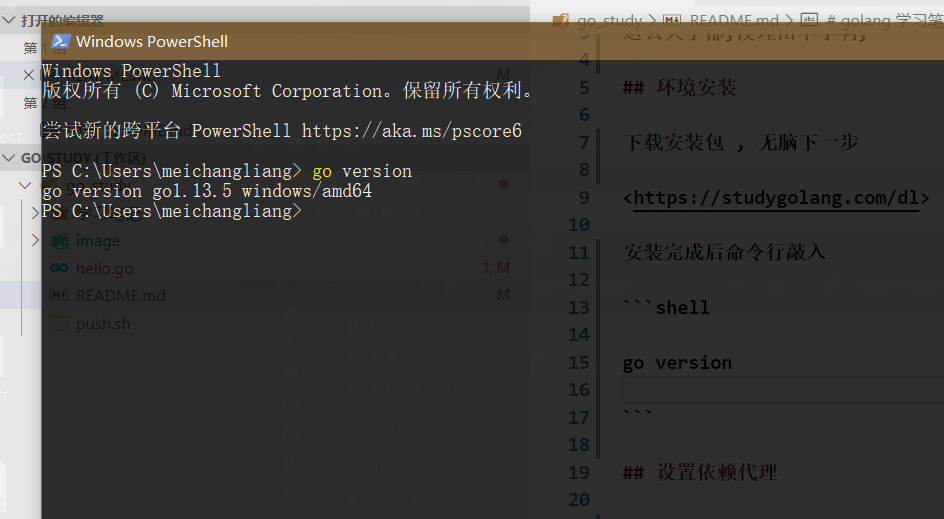 打开的编辑器
go_study > README.md > # golang 学习笔
Windows PowerShell
Windows PowerShell
版权所有 (C) Microsoft Corporation。保留所有权利。
尝试新的跨平台 PowerShell https://aka.ms/pscore6
PS C:\Users\meichangliang> go version
go version go1.13.5 windows/amd64
PS C:\Users\meichangliang>
第 1 组
M
第 2 组
GO_STUDY (工作区)
image
hello.go
1, M
README.md
M
push.sh
4
5 ## 环境安装
6
7 下载安装包 , 无脑下一步
8
9 <https://studygolang.com/dl>
10
11 安装完成后命令行敲入
12
13 ```shell
14
15 go version
16
17 ```
18
19 ## 设置依赖代理
20